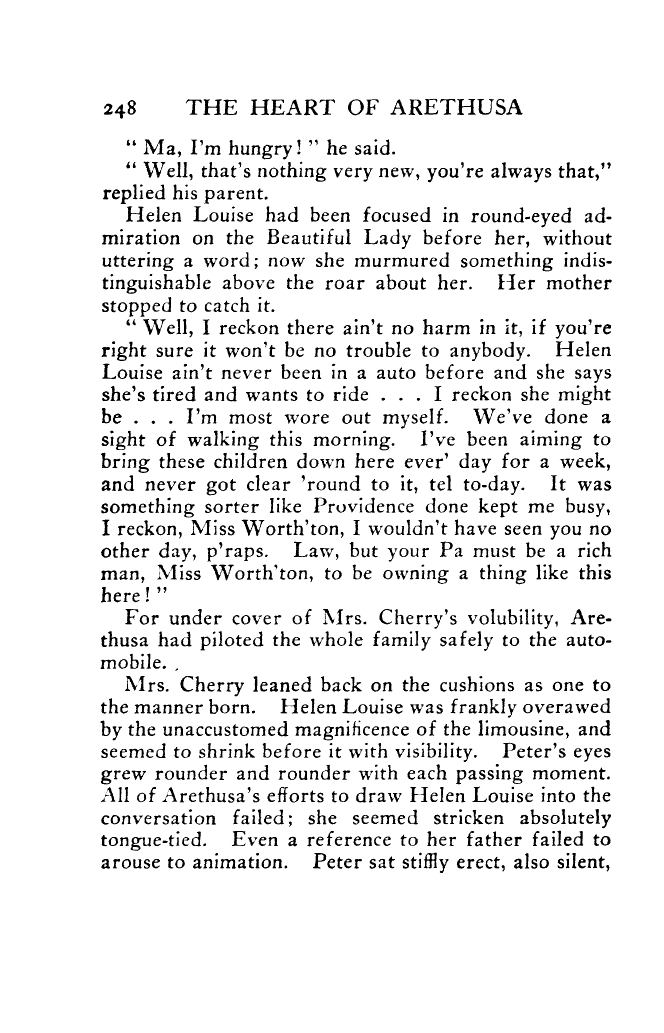 248 THE HEART OF ARETHUSA
“ Ma, I'm hungry! ” he said.
“ Well, that's nothing very new, you're always that,”
replied his parent.
Helen Louise had been focused in round-eyed ad-
miration on the Beautiful Lady before her, without
uttering a word; now she murmured something indis-
tinguishable above the roar about her. Her mother
stopped to catch it.
“ Well, I reckon there ain't no harm in it, if you're
right sure it won't be no trouble to anybody. Helen
Louise ain't never been in a auto before and she says
she's tired and wants to ride . . . I reckon she might
be . . . I'm most wore out myself. We've done a
sight of walking this morning. I've been aiming to
bring these children down here ever' day for a week,
and never got clear 'round to it, tel to-day. It was
something sorter like Providence done kept me busy,
I reckon, Miss Worth'ton, I wouldn't have seen you no
other day, p'raps. Law, but your Pa must be a rich
man, Miss Worth'ton, to be owning a thing like this
here! ”
For under cover of Mrs. Cherry's volubility, Are-
thusa had piloted the whole family safely to the auto-
mobile.
Mrs. Cherry leaned back on the cushions as one to
the manner born. Helen Louise was frankly overawed
by the unaccustomed magnificence of the limousine, and
seemed to shrink before it with visibility. Peter's eyes
grew rounder and rounder with each passing moment.
All of Arethusa's efforts to draw Helen Louise into the
conversation failed; she seemed stricken absolutely
tongue-tied. Even a reference to her father failed to
arouse to animation. Peter sat stiffly erect, also silent,